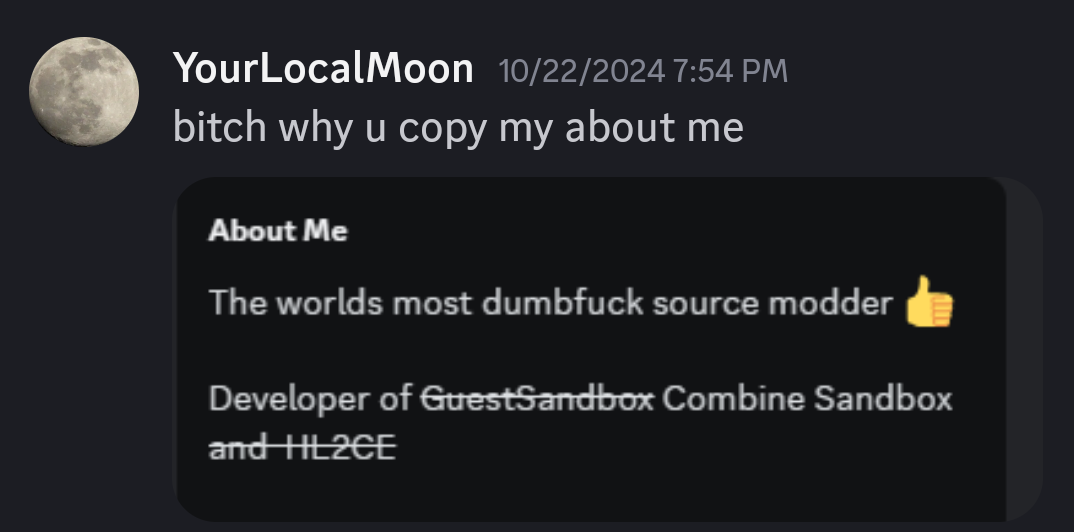 YourLocalMoon 10/22/2024 7:54 PM
bitch why u copy my about me
About Me
The worlds most dumbfuck source modder 👍
Developer of GuestSandbox Combine Sandbox
and HL2CE